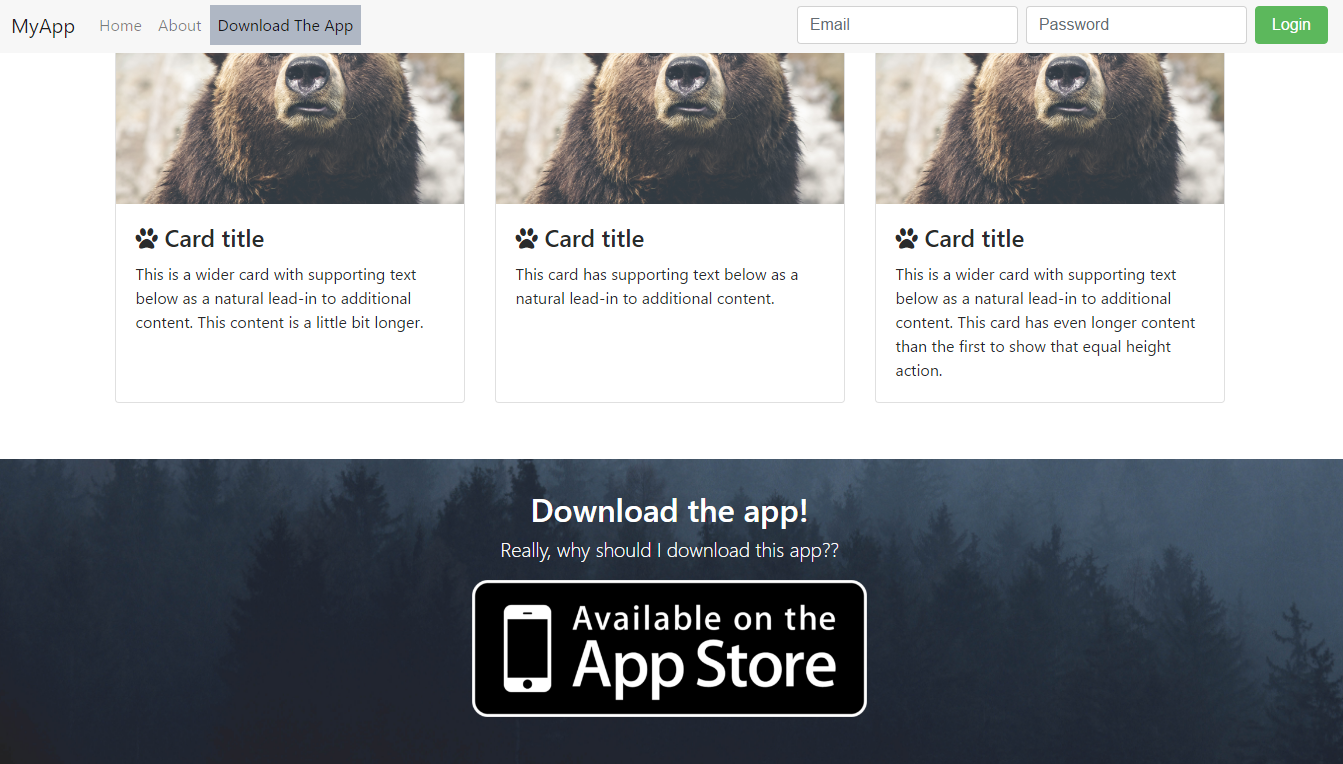 MyApp Home About Download The App Email Password Login
Card title
This is a wider card with supporting text
below as a natural lead-in to additional
content. This content is a little bit longer.
Card title
This card has supporting text below as a
natural lead-in to additional content.
Card title
This is a wider card with supporting text
below as a natural lead-in to additional
content. This card has even longer content
than the first to show that equal height
action.
Download the app!
Really, why should I download this app??
Available on the
App Store